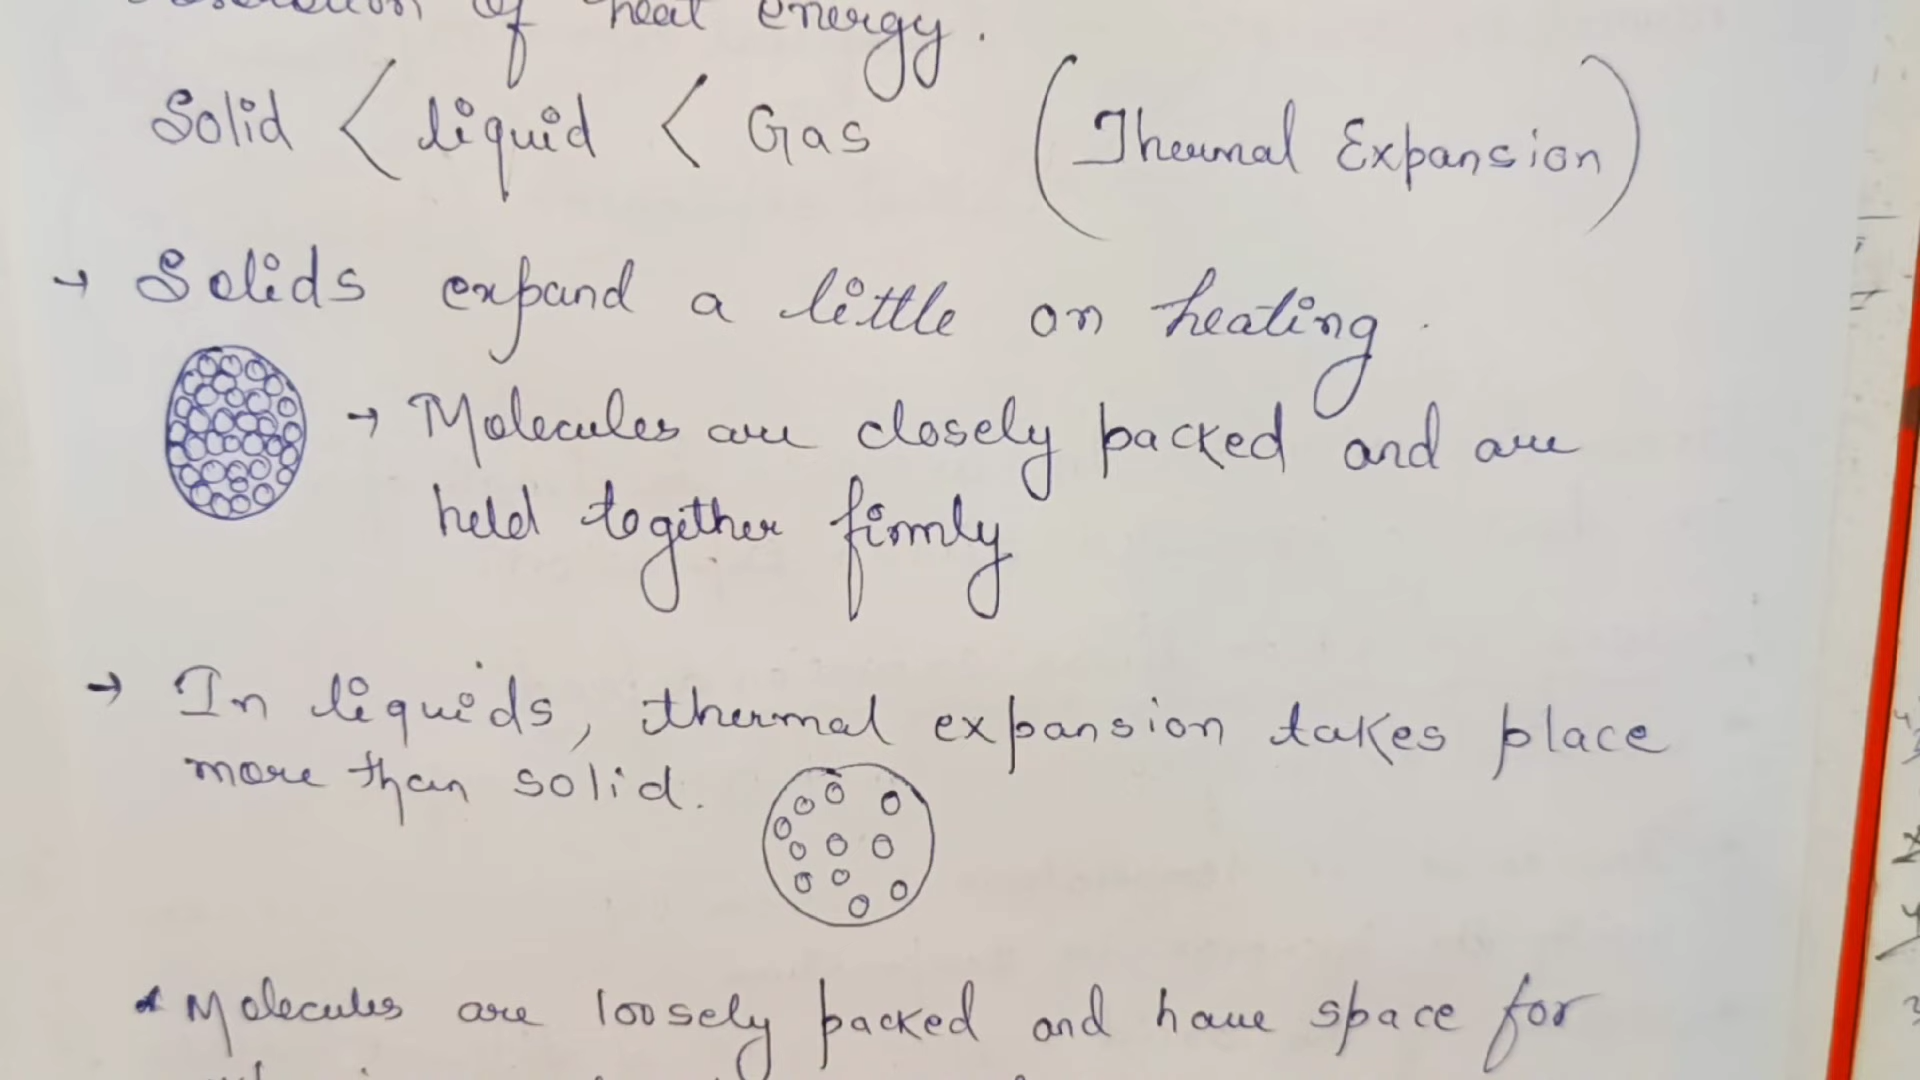 of heat energy.
Solid < liquid < Gas (Thermal Expansion)
→ Solids expand a little on heating.
→ Molecules are closely packed and are
held together firmly
→ In liquids, thermal expansion takes place
more than solid.
Molecules are loosely packed and have space for